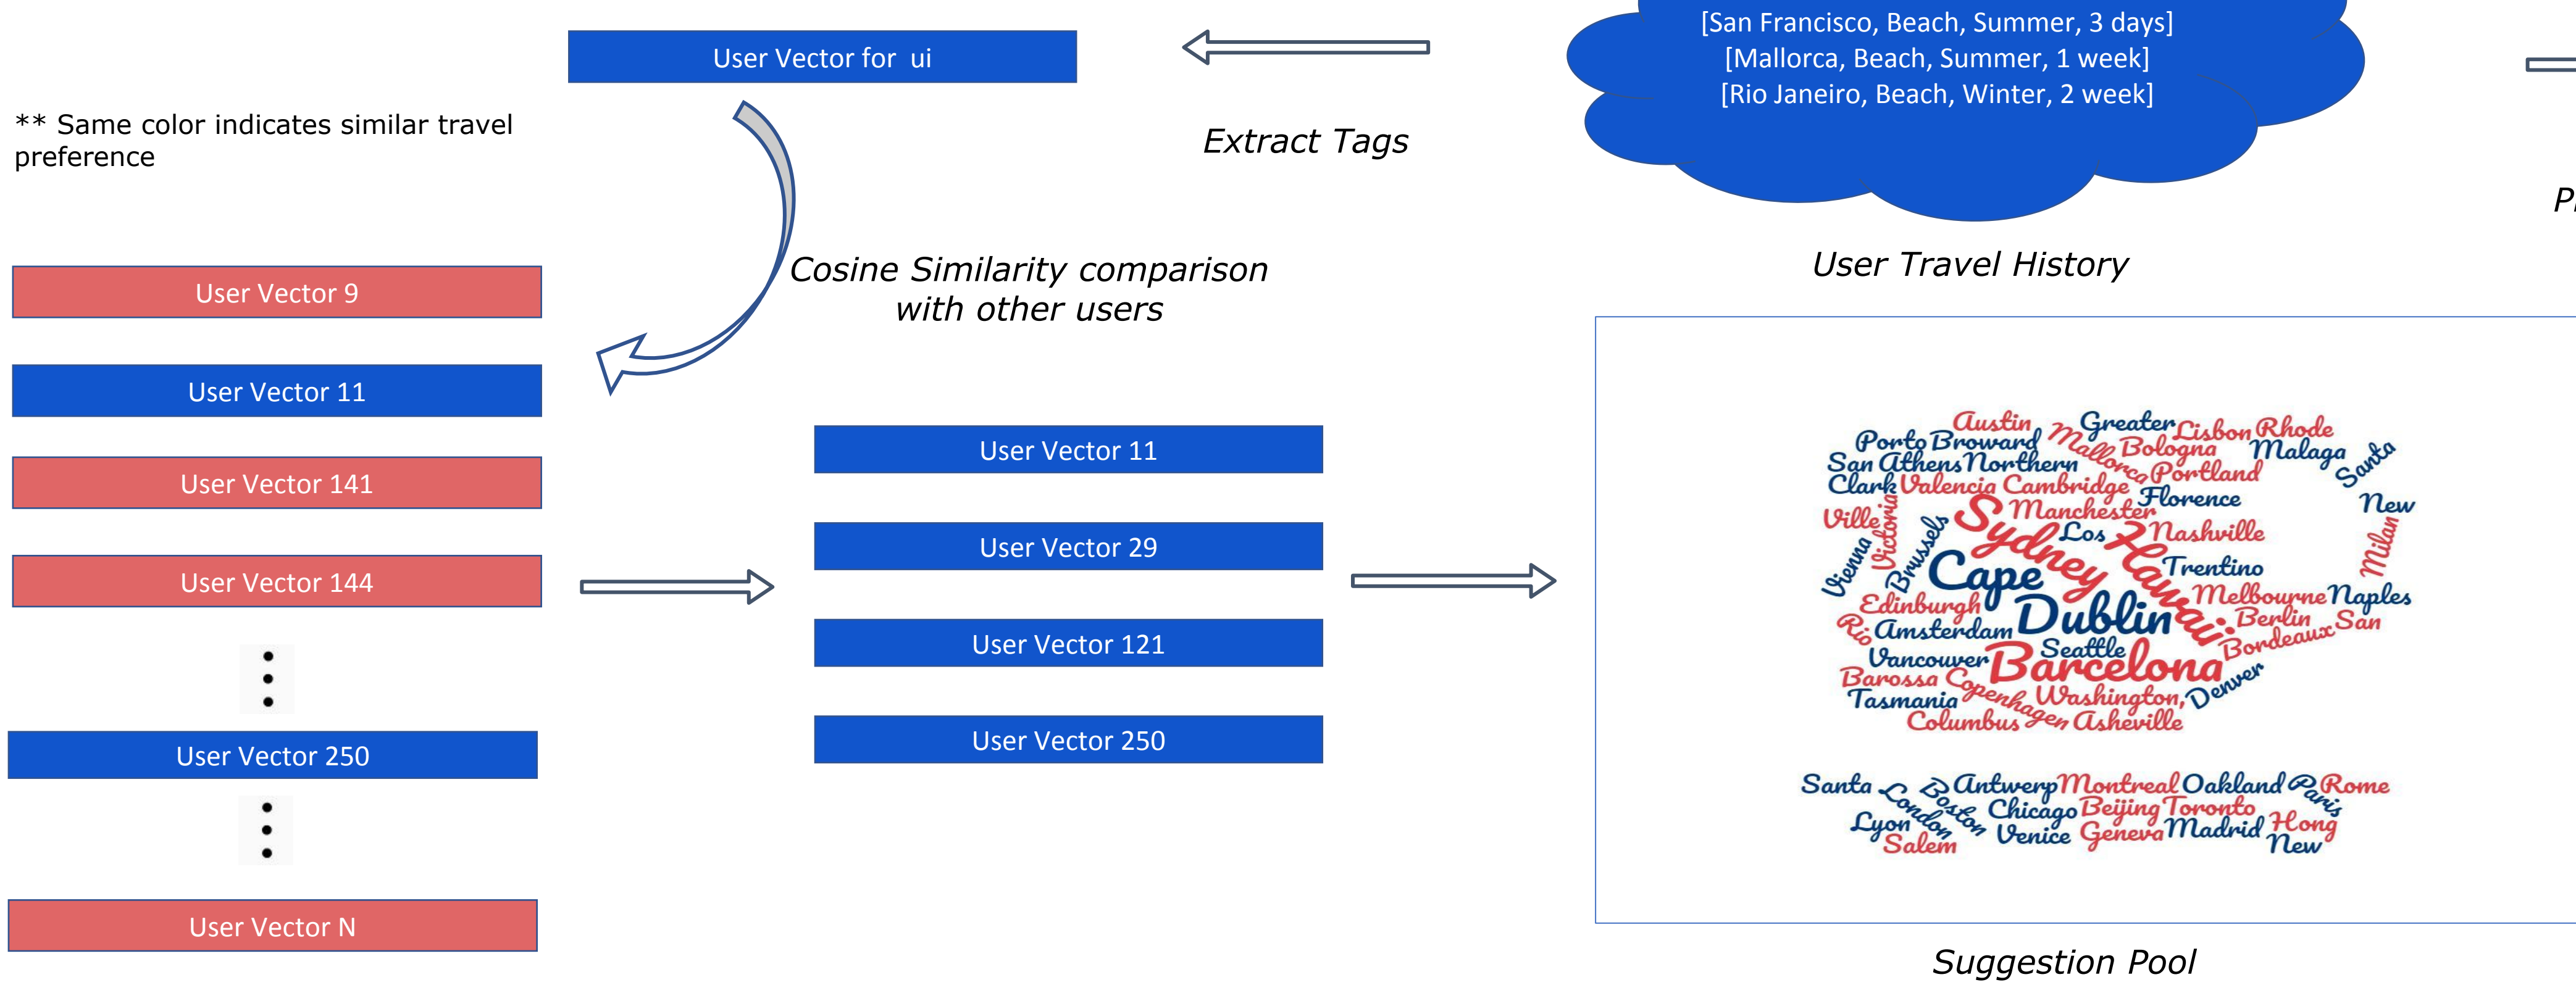 [San Francisco, Beach, Summer, 3 days]
[Mallorca, Beach, Summer, 1 week]
[Rio Janeiro, Beach, Winter, 2 week]
User Vector for ui
** Same color indicates similar travel
preference
Extract Tags
User Travel History
Cosine Similarity comparison
with other users
User Vector 9
User Vector 11
User Vector 141
User Vector 144
User Vector 250
User Vector N
User Vector 11
User Vector 29
User Vector 121
User Vector 250
Austin
Greater
Lisbon
Rhode
Porto
Broward
Mallorca
Bologna
Malaga
Santa
San
Athens
Northern
Portland
Clark
Valencia
Cambridge
Florence
New
Ville
Victoria
Manchester
Milan
Vienna
Brussels
Sydney
Los
Hawaii
Nashville
Cape
Trentino
Edinburgh
Dublin
Melbourne
Naples
Rio
Amsterdam
Berlin
San
Bordeaux
Vancouver
Seattle
Barcelona
Barossa
Copenhagen
Washington,
Denver
Tasmania
Columbus
Asheville
Santa
London
Boston
Antwerp
Montreal
Oakland
Paris
Rome
Chicago
Beijing
Toronto
Lyon
Venice
Geneva
Madrid
Hong
Salem
New
Suggestion Pool